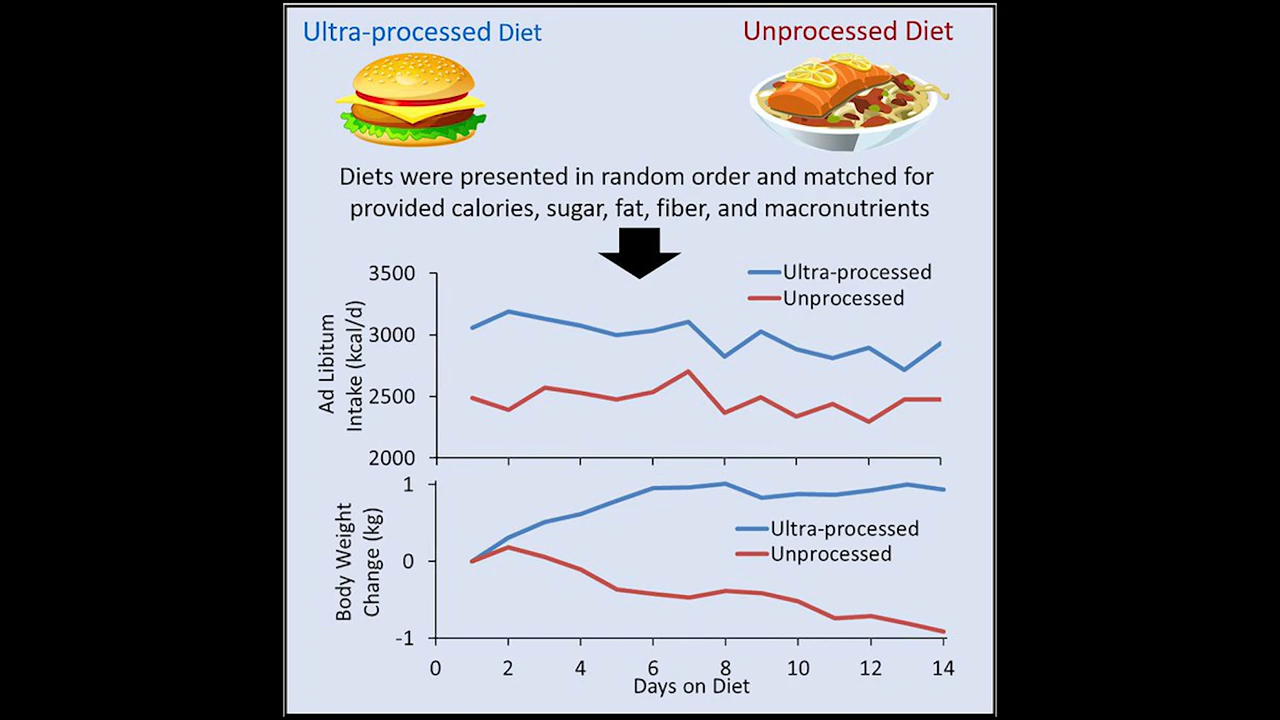 Ultra-processed Diet
Unprocessed Diet
Diets were presented in random order and matched for
provided calories, sugar, fat, fiber, and macronutrients
Ad Libitum
Intake (kcal/d)
3500
3000
2500
2000
Ultra-processed
Unprocessed
Body Weight
Change (kg)
1
0
-1
Ultra-processed
Unprocessed
0 2 4 6 8 10 12 14
Days on Diet